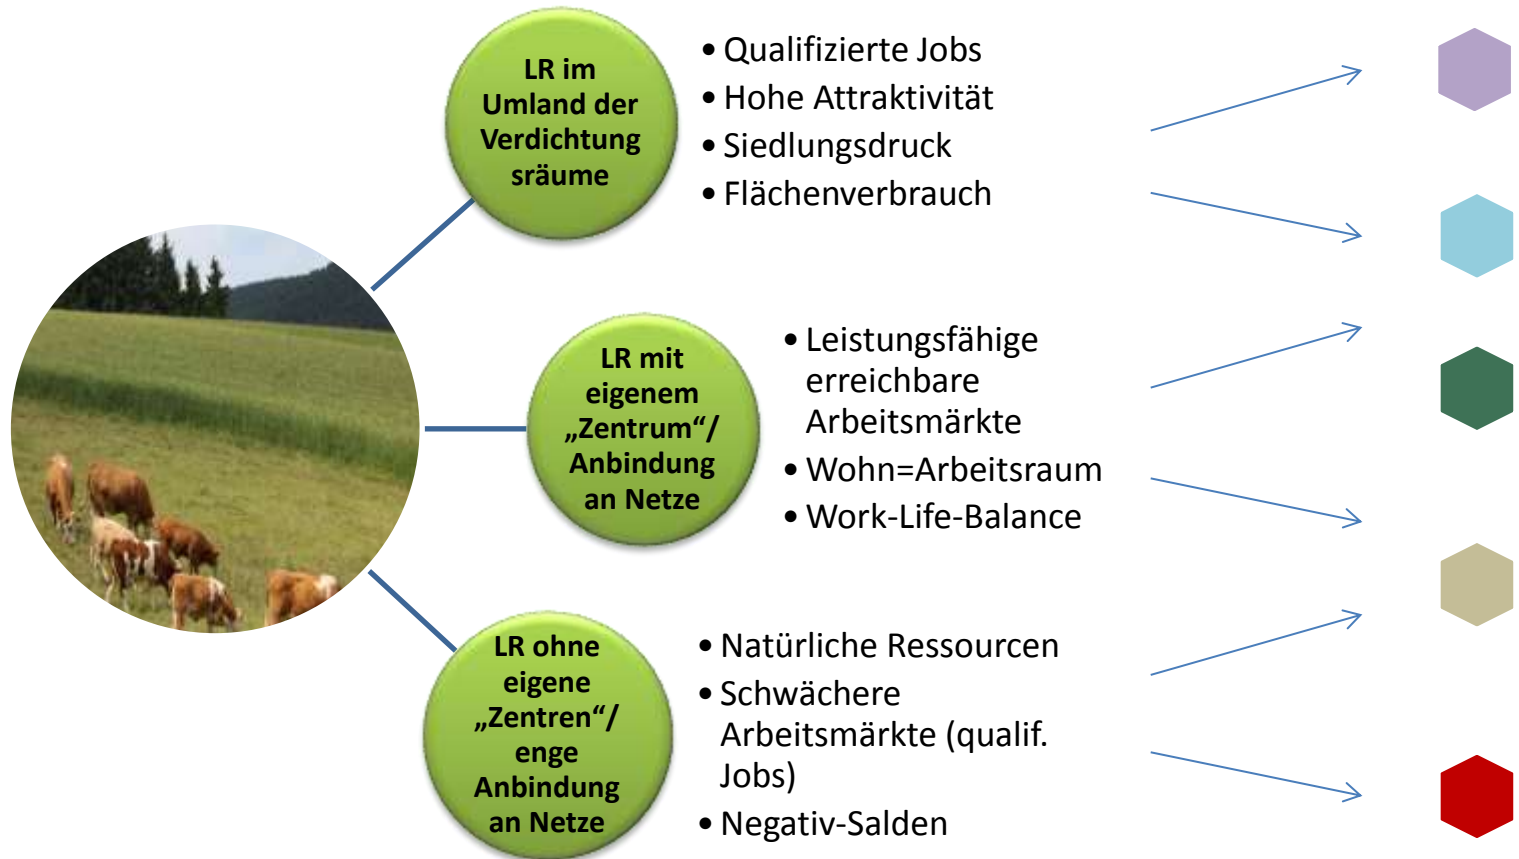 LR im
Umland der
Verdichtung
sräume
• Qualifizierte Jobs
• Hohe Attraktivität
• Siedlungsdruck
• Flächenverbrauch
LR mit
eigenem
„Zentrum“/
Anbindung
an Netze
• Leistungsfähige
erreichbare
Arbeitsmärkte
• Wohn=Arbeitsraum
• Work-Life-Balance
LR ohne
eigene
„Zentren“/
enge
Anbindung
an Netze
• Natürliche Ressourcen
• Schwächere
Arbeitsmärkte (qualif.
Jobs)
• Negativ-Salden